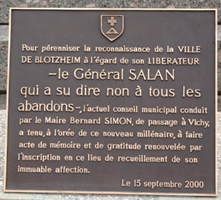 Pour pérenniser la reconnaissance de la VILLE
DE BLOTZHEIM à l'égard de son LIBERATEUR
–le Général SALAN
qui a su dire non à tous les
abandons–, l'actuel conseil municipal conduit
par le Maire Bernard SIMON, de passage à Vichy,
a tenu, à l'orée de ce nouveau millénaire, à faire
acte de mémoire et de gratitude renouvelée par
l'inscription en ce lieu de recueillement de son
immuable affection.
Le 15 septembre 2000